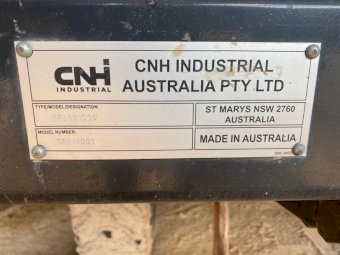 CNH
INDUSTRIAL
CNH INDUSTRIAL
AUSTRALIA PTY LTD
TYPE/MODEL/DESIGNATION:
ST MARYS NSW 2760
AUSTRALIA
MODEL NUMBER:
MADE IN AUSTRALIA